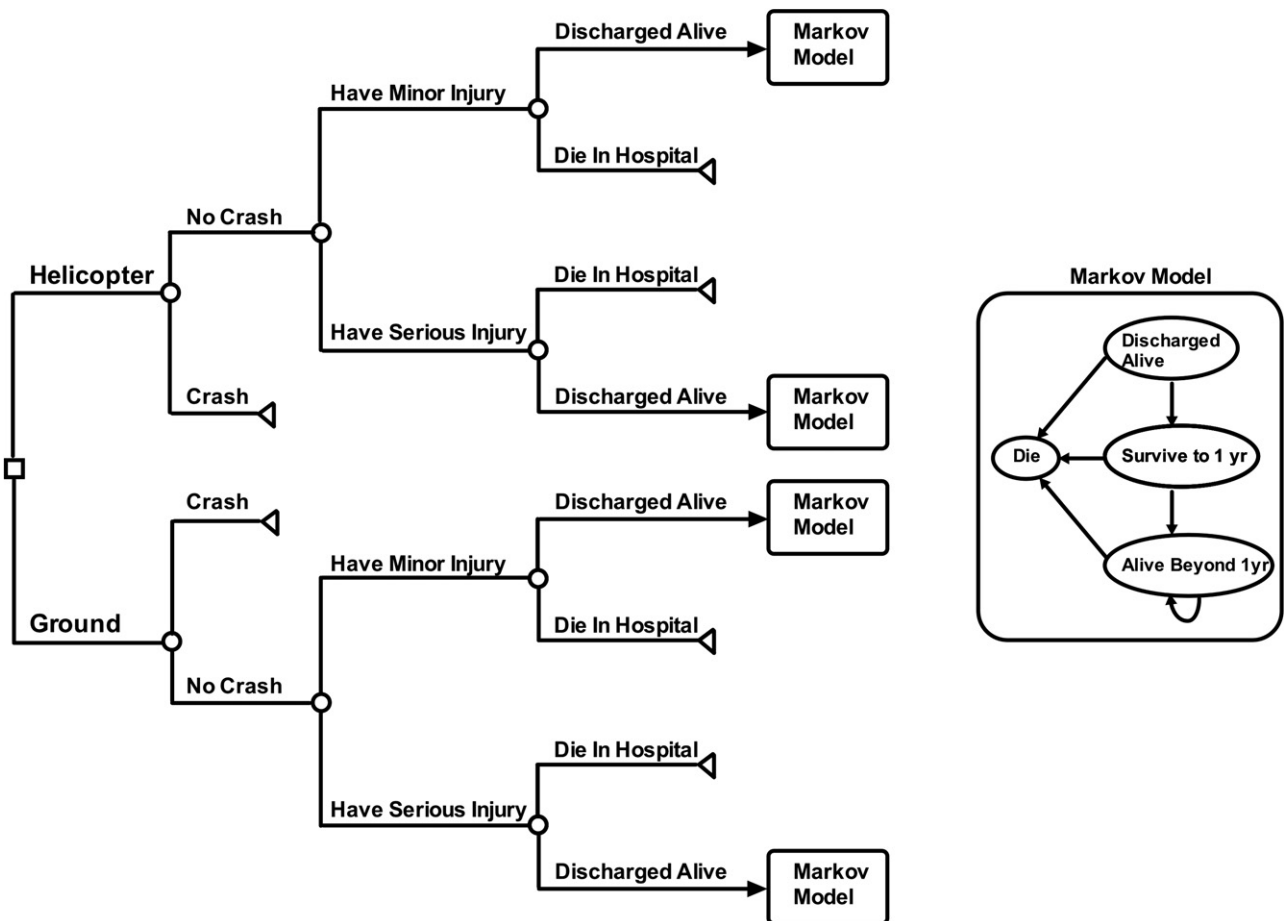 Discharged Alive
Markov
Model
Have Minor Injury
Die In Hospital
No Crash
Die In Hospital
Helicopter
Have Serious Injury
Crash
Discharged Alive
Markov
Model
Crash
Discharged Alive
Markov
Model
Have Minor Injury
Ground
Die In Hospital
No Crash
Die In Hospital
Have Serious Injury
Discharged Alive
Markov
Model
Markov Model
Discharged
Alive
Die
Survive to 1 yr
Alive Beyond 1yr